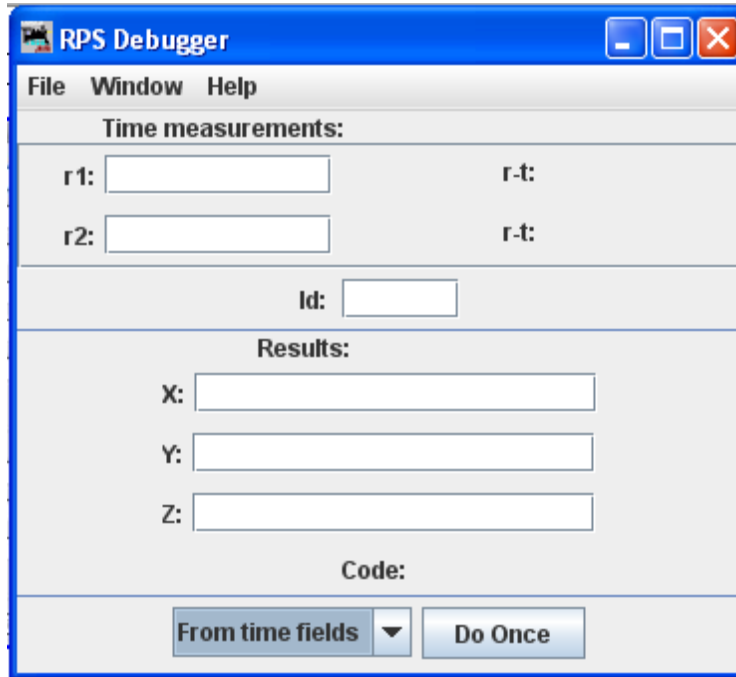 RPS Debugger
File Window Help
Time measurements:
r1: r-t:
r2: r-t:
Id:
Results:
X:
Y:
Z:
Code:
From time fields Do Once